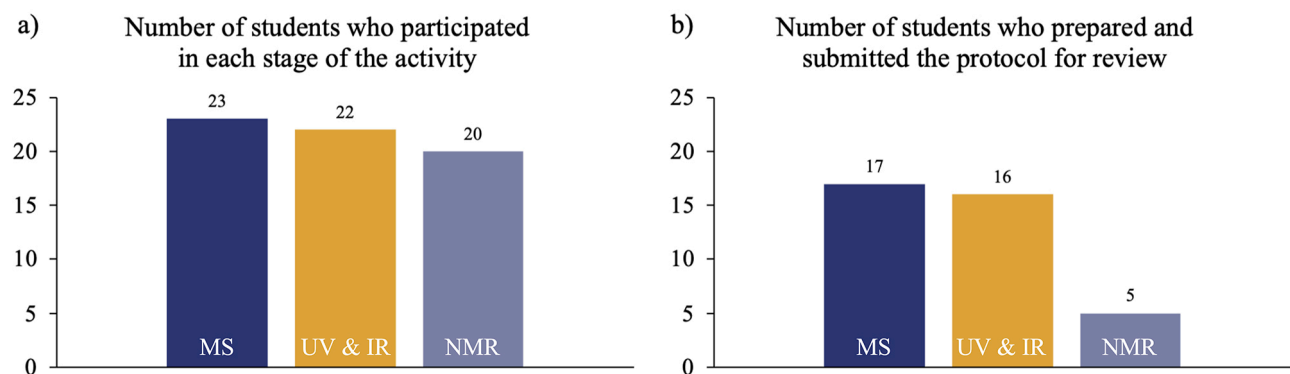 a)
Number of students who participated
in each stage of the activity
25
20
15
10
5
0
23
22
20
MS
UV & IR
NMR
b)
Number of students who prepared and
submitted the protocol for review
25
20
15
10
5
0
17
16
5
MS
UV & IR
NMR